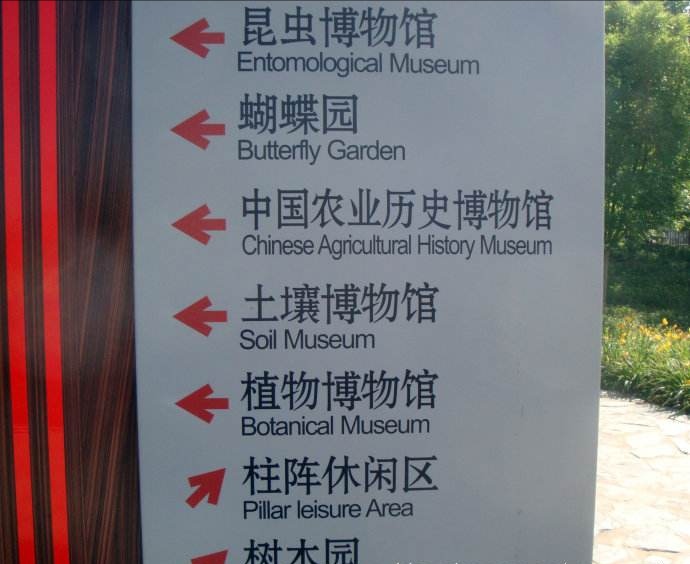 昆虫博物馆
Entomological Museum
蝴蝶园
Butterfly Garden
中国农业历史博物馆
Chinese Agricultural History Museum
土壤博物馆
Soil Museum
植物博物馆
Botanical Museum
柱阵休闲区
Pillar leisure Area
树木园